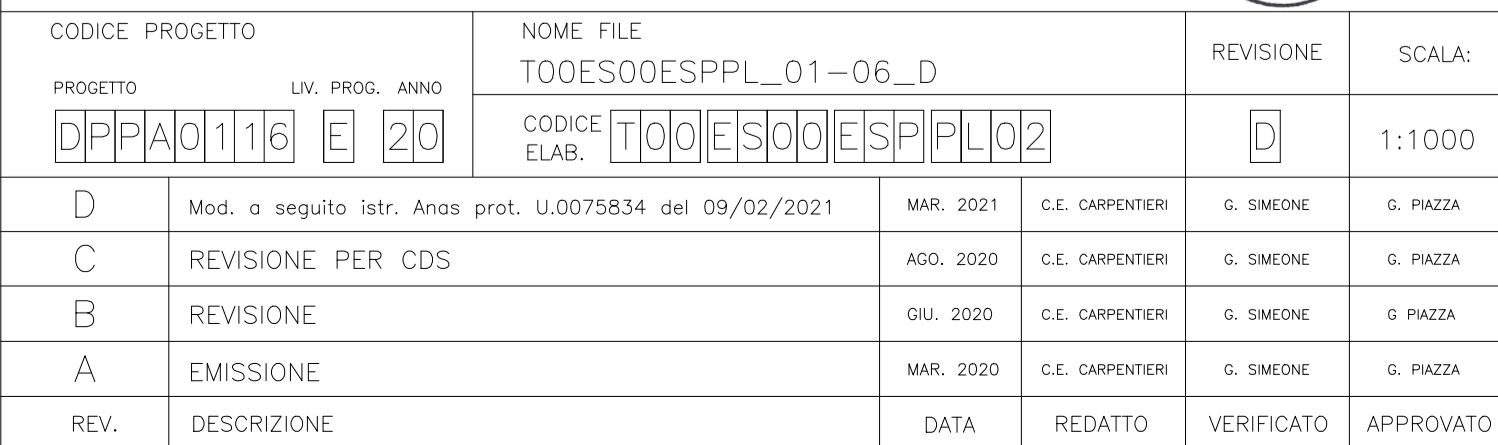 CODICE PROGETTO
PROGETTO LIV. PROG. ANNO
DPPA0116 E 20
NOME FILE
T00ES00ESPPL_01-06_D
CODICE ELAB. T00ES00ESPPL02
REVISIONE
D
SCALA:
1:1000
D Mod. a seguito istr. Anas prot. U.0075834 del 09/02/2021 MAR. 2021 C.E. CARPENTIERI G. SIMEONE G. PIAZZA
C REVISIONE PER CDS AGO. 2020 C.E. CARPENTIERI G. SIMEONE G. PIAZZA
B REVISIONE GIU. 2020 C.E. CARPENTIERI G. SIMEONE G PIAZZA
A EMISSIONE MAR. 2020 C.E. CARPENTIERI G. SIMEONE G. PIAZZA
REV. DESCRIZIONE DATA REDATTO VERIFICATO APPROVATO